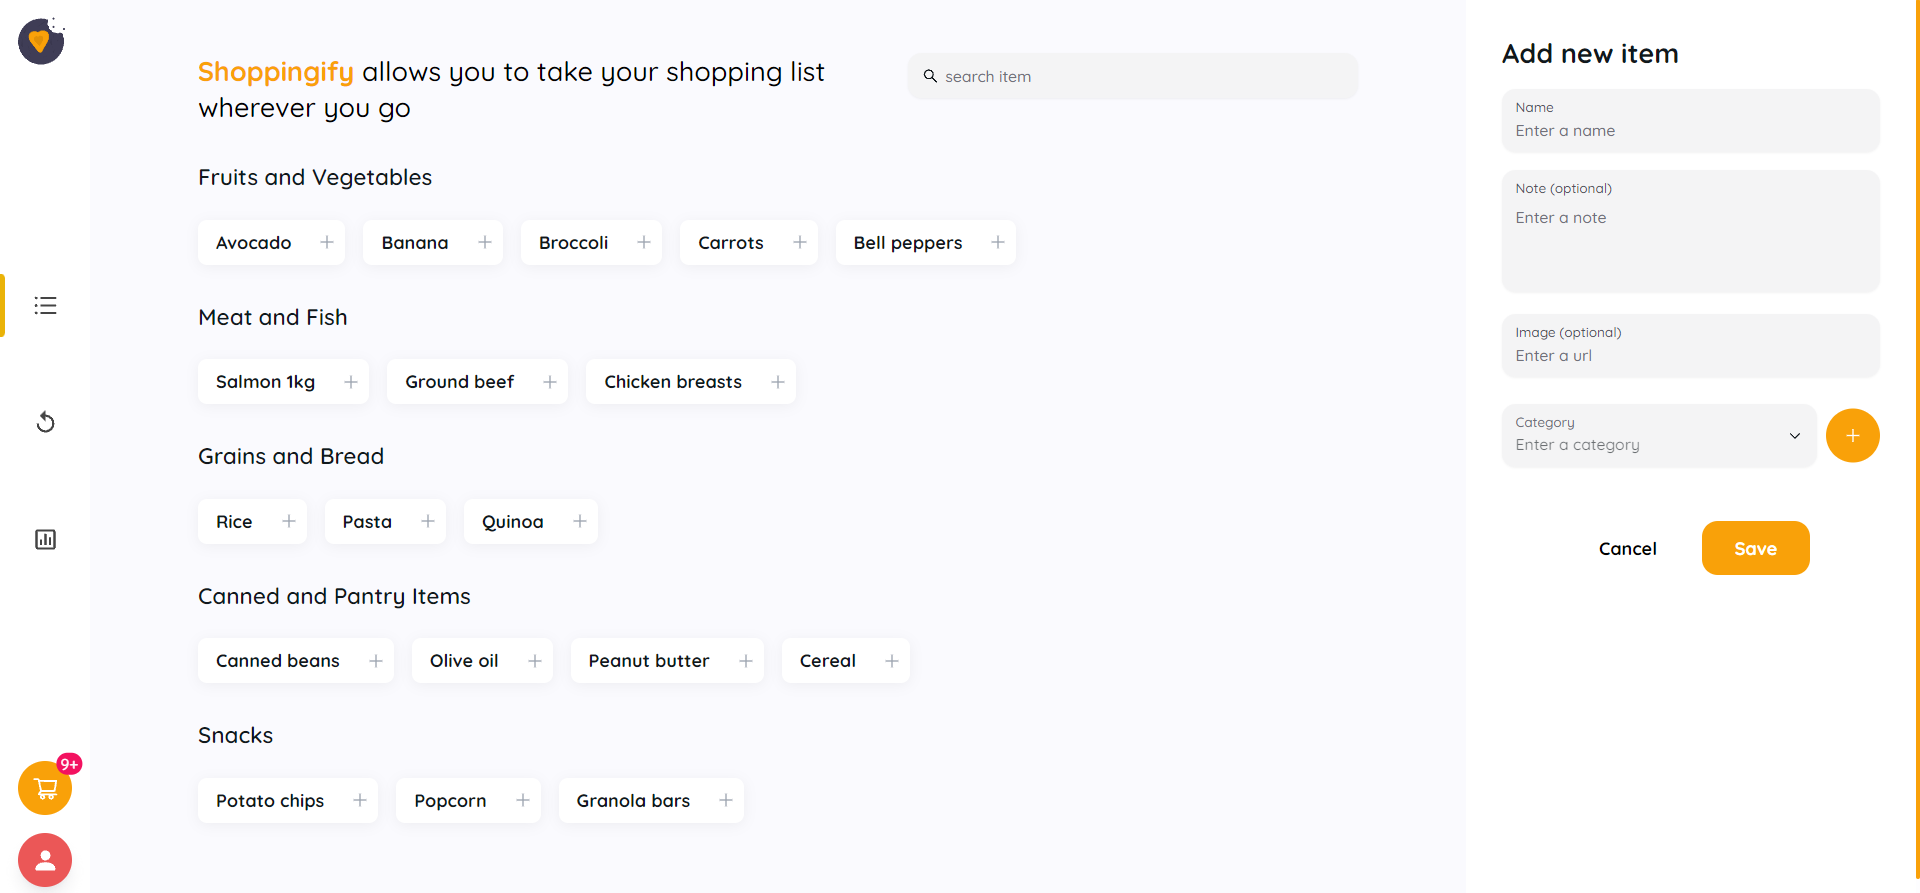 Shoppingify allows you to take your shopping list
wherever you go
search item
Fruits and Vegetables
Avocado
Banana
Broccoli
Carrots
Bell peppers
Meat and Fish
Salmon 1kg
Ground beef
Chicken breasts
Grains and Bread
Rice
Pasta
Quinoa
Canned and Pantry Items
Canned beans
Olive oil
Peanut butter
Cereal
Snacks
Potato chips
Popcorn
Granola bars
9+
Add new item
Name
Enter a name
Note (optional)
Enter a note
Image (optional)
Enter a url
Category
Enter a category
Cancel
Save